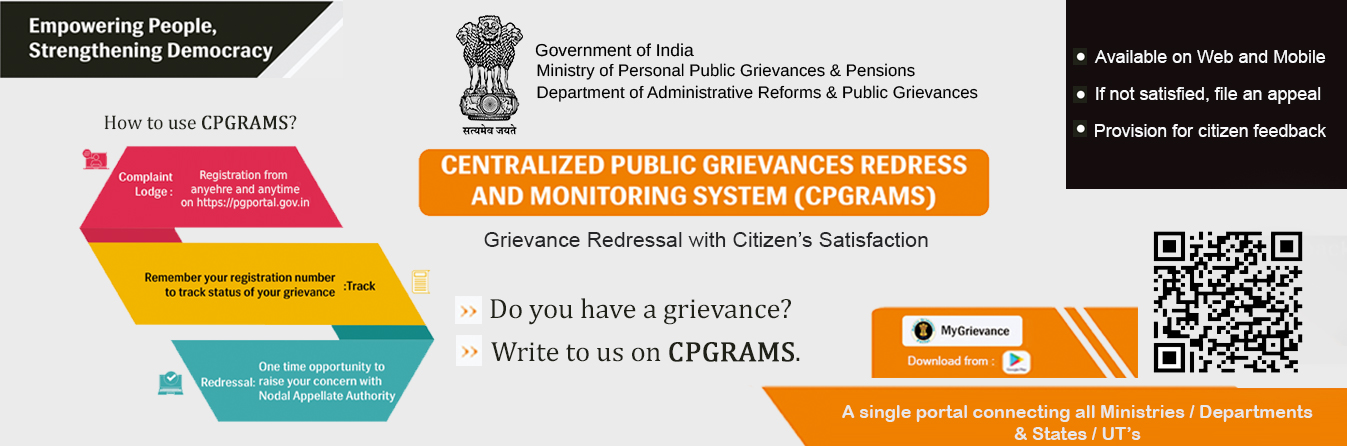 Empowering People,
Strengthening Democracy
How to use CPGRAMS?
Complaint
Lodge :
Registration from
anyehre and anytime
on https://pgportal.gov.in
Remember your registration number
to track status of your grievance
:Track
Redressal:
One time opportunity to
raise your concern with
Nodal Appellate Authority
सत्यमेव जयते
Government of India
Ministry of Personal Public Grievances & Pensions
Department of Administrative Reforms & Public Grievances
CENTRALIZED PUBLIC GRIEVANCES REDRESS
AND MONITORING SYSTEM (CPGRAMS)
Grievance Redressal with Citizen’s Satisfaction
Do you have a grievance?
Write to us on CPGRAMS.
Available on Web and Mobile
If not satisfied, file an appeal
Provision for citizen feedback
MyGrievance
Download from :
Google Play
A single portal connecting all Ministries / Departments
& States / UT’s